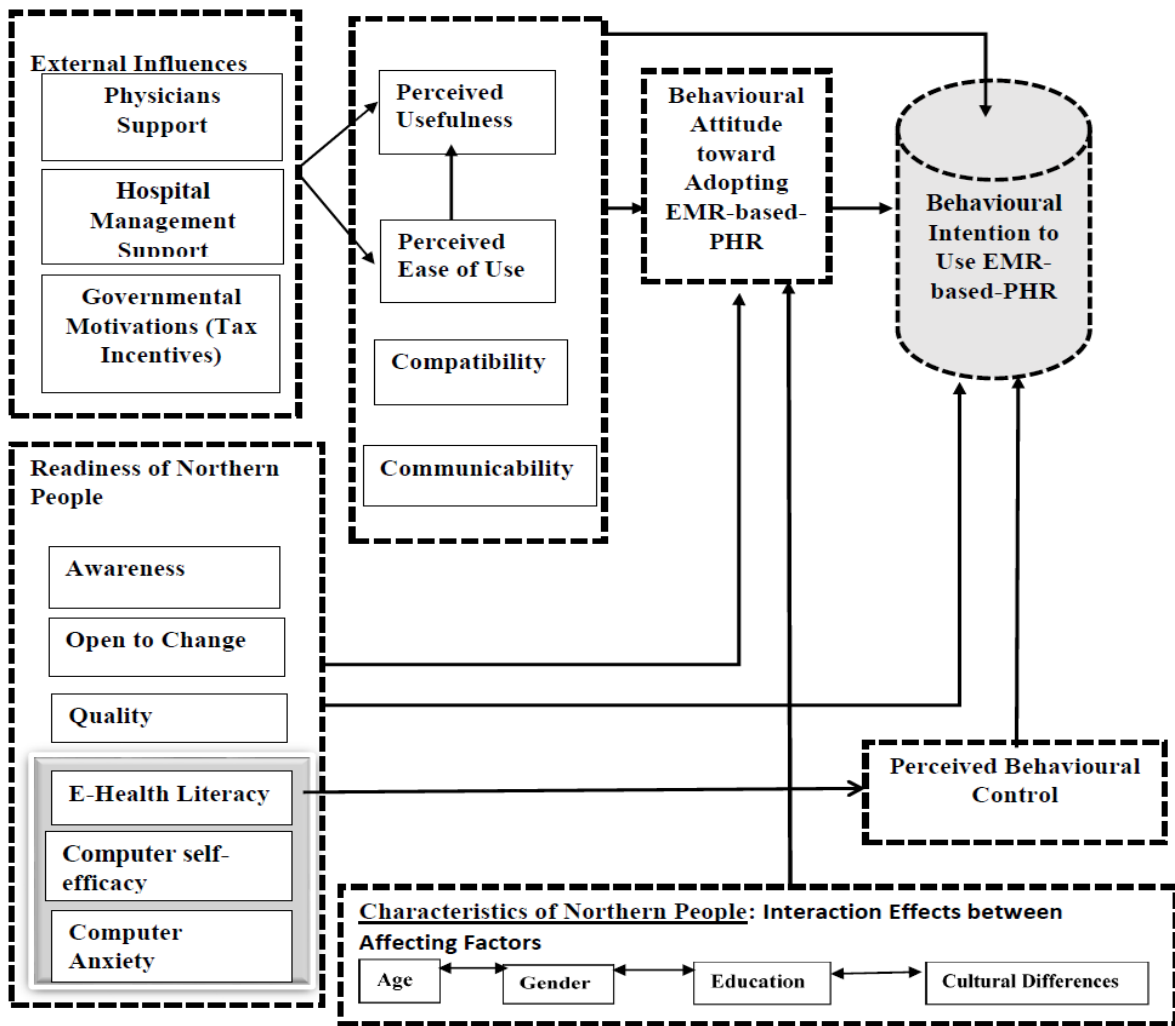 External Influences
Physicians
Support
Hospital
Management
Support
Governmental
Motivations (Tax
Incentives)
Perceived
Usefulness
Perceived
Ease of Use
Compatibility
Communicability
Behavioural
Attitude
toward
Adopting
EMR-based-
PHR
Behavioural
Intention to
Use EMR-
based-PHR
Readiness of Northern
People
Awareness
Open to Change
Quality
E-Health Literacy
Computer self-
efficacy
Computer
Anxiety
Perceived Behavioural
Control
Characteristics of Northern People: Interaction Effects between
Affecting Factors
Age
Gender
Education
Cultural Differences